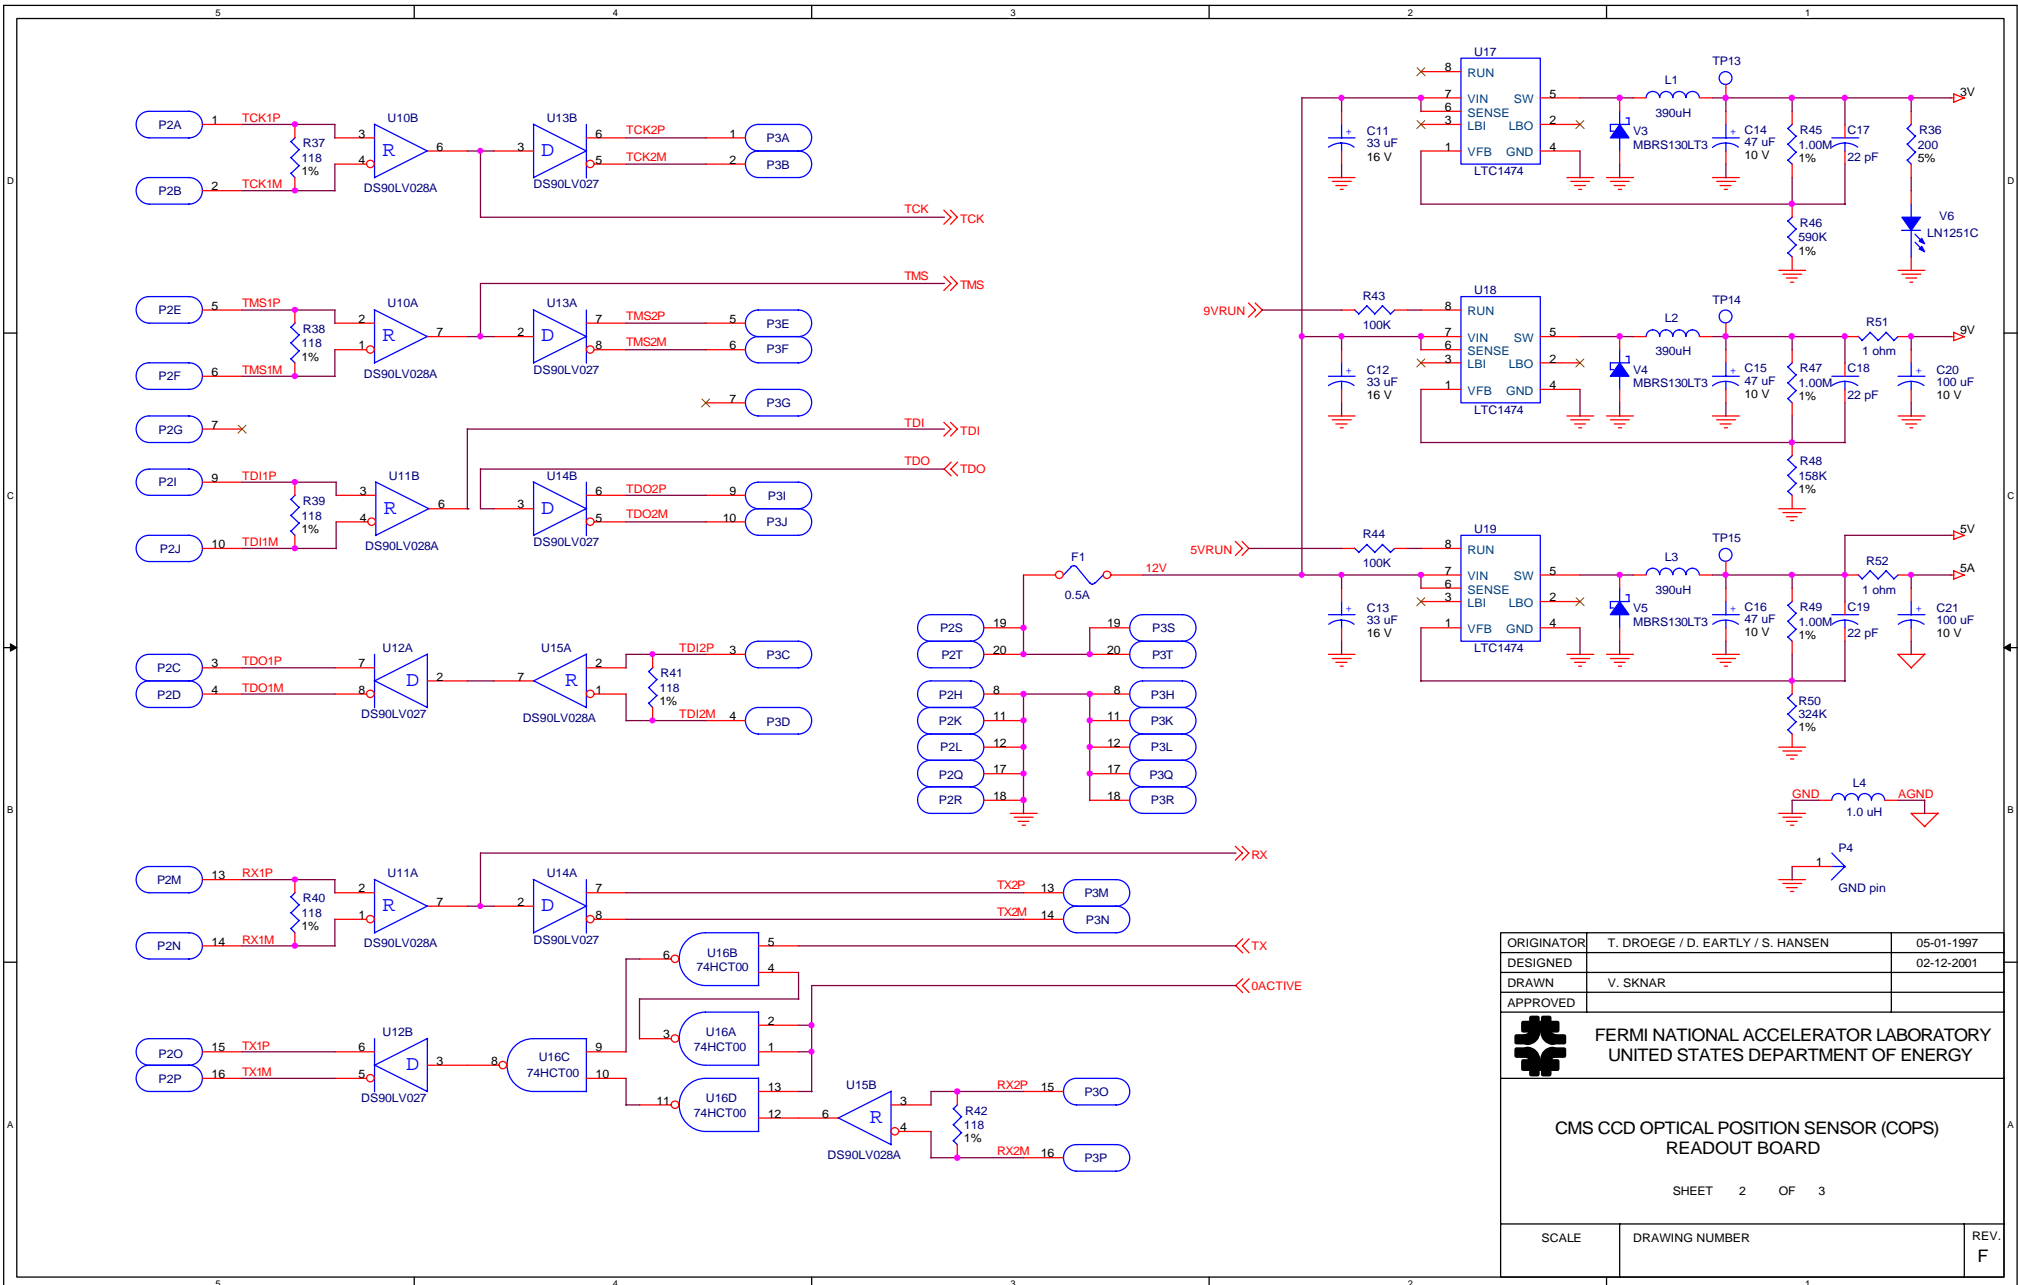 5 4 3 2 1
D
C
B
A
P2A 1 TCK1P
P2B 2 TCK1M
R37
118
1%
U10B
3
R 6
4
DS90LV028A
U13B
3 D
6 TCK2P 1 P3A
5 TCK2M 2 P3B
DS90LV027
TCK TCK
P2E 5 TMS1P
P2F 6 TMS1M
R38
118
1%
U10A
2
R 7
1
DS90LV028A
U13A
2 D
7 TMS2P 5 P3E
8 TMS2M 6 P3F
DS90LV027
TMS TMS
7 P3G
P2G 7
P2I 9 TDI1P
P2J 10 TDI1M
R39
118
1%
U11B
3
R 6
4
DS90LV028A
TDI TDI
TDO TDO
U14B
3 D
6 TDO2P 9 P3I
5 TDO2M 10 P3J
DS90LV027
P2C 3 TDO1P 7
P2D 4 TDO1M 8
U12A
D 2
DS90LV027
U15A
7 R
2
1
DS90LV028A
R41
118
1%
TDI2P 3 P3C
TDI2M 4 P3D
P2M 13 RX1P
P2N 14 RX1M
R40
118
1%
U11A
2
R 7
1
DS90LV028A
RX
U14A
2 D
7 TX2P 13 P3M
8 TX2M 14 P3N
DS90LV027
6 U16B 5
74HCT00 4
TX
0ACTIVE
3 U16A 2
74HCT00 1
P2O 15 TX1P 6
P2P 16 TX1M 5
U12B
D 3
DS90LV027
8 U16C 9
74HCT00 10
11 U16D 13
74HCT00 12
U15B
6 R
3
4
DS90LV028A
R42
118
1%
RX2P 15 P3O
RX2M 16 P3P
F1
0.5A
12V
P2S 19 19 P3S
P2T 20 20 P3T
P2H 8 8 P3H
P2K 11 11 P3K
P2L 12 12 P3L
P2Q 17 17 P3Q
P2R 18 18 P3R
C11
33 uF
16 V
U17
8 RUN
7 VIN SW 5
6 SENSE
3 LBI LBO 2
1 VFB GND 4
LTC1474
V3
MBRS130LT3
L1
390uH
TP13
C14
47 uF
10 V
R45
1.00M
1%
C17
22 pF
R36
200
5%
3V
R46
590K
1%
V6
LN1251C
9VRUN
R43
100K
C12
33 uF
16 V
U18
8 RUN
7 VIN SW 5
6 SENSE
3 LBI LBO 2
1 VFB GND 4
LTC1474
V4
MBRS130LT3
L2
390uH
TP14
C15
47 uF
10 V
R47
1.00M
1%
C18
22 pF
R51
1 ohm
9V
C20
100 uF
10 V
R48
158K
1%
5VRUN
R44
100K
C13
33 uF
16 V
U19
8 RUN
7 VIN SW 5
6 SENSE
3 LBI LBO 2
1 VFB GND 4
LTC1474
V5
MBRS130LT3
L3
390uH
TP15
C16
47 uF
10 V
R49
1.00M
1%
C19
22 pF
5V
R52
1 ohm
5A
C21
100 uF
10 V
R50
324K
1%
GND L4 AGND
1.0 uH
1 P4
GND pin
ORIGINATOR T. DROEGE / D. EARTLY / S. HANSEN 05-01-1997
DESIGNED 02-12-2001
DRAWN V. SKNAR
APPROVED
FERMI NATIONAL ACCELERATOR LABORATORY
UNITED STATES DEPARTMENT OF ENERGY
CMS CCD OPTICAL POSITION SENSOR (COPS)
READOUT BOARD
SHEET 2 OF 3
SCALE DRAWING NUMBER REV.
F
D
C
B
A
5 4 3 2 1